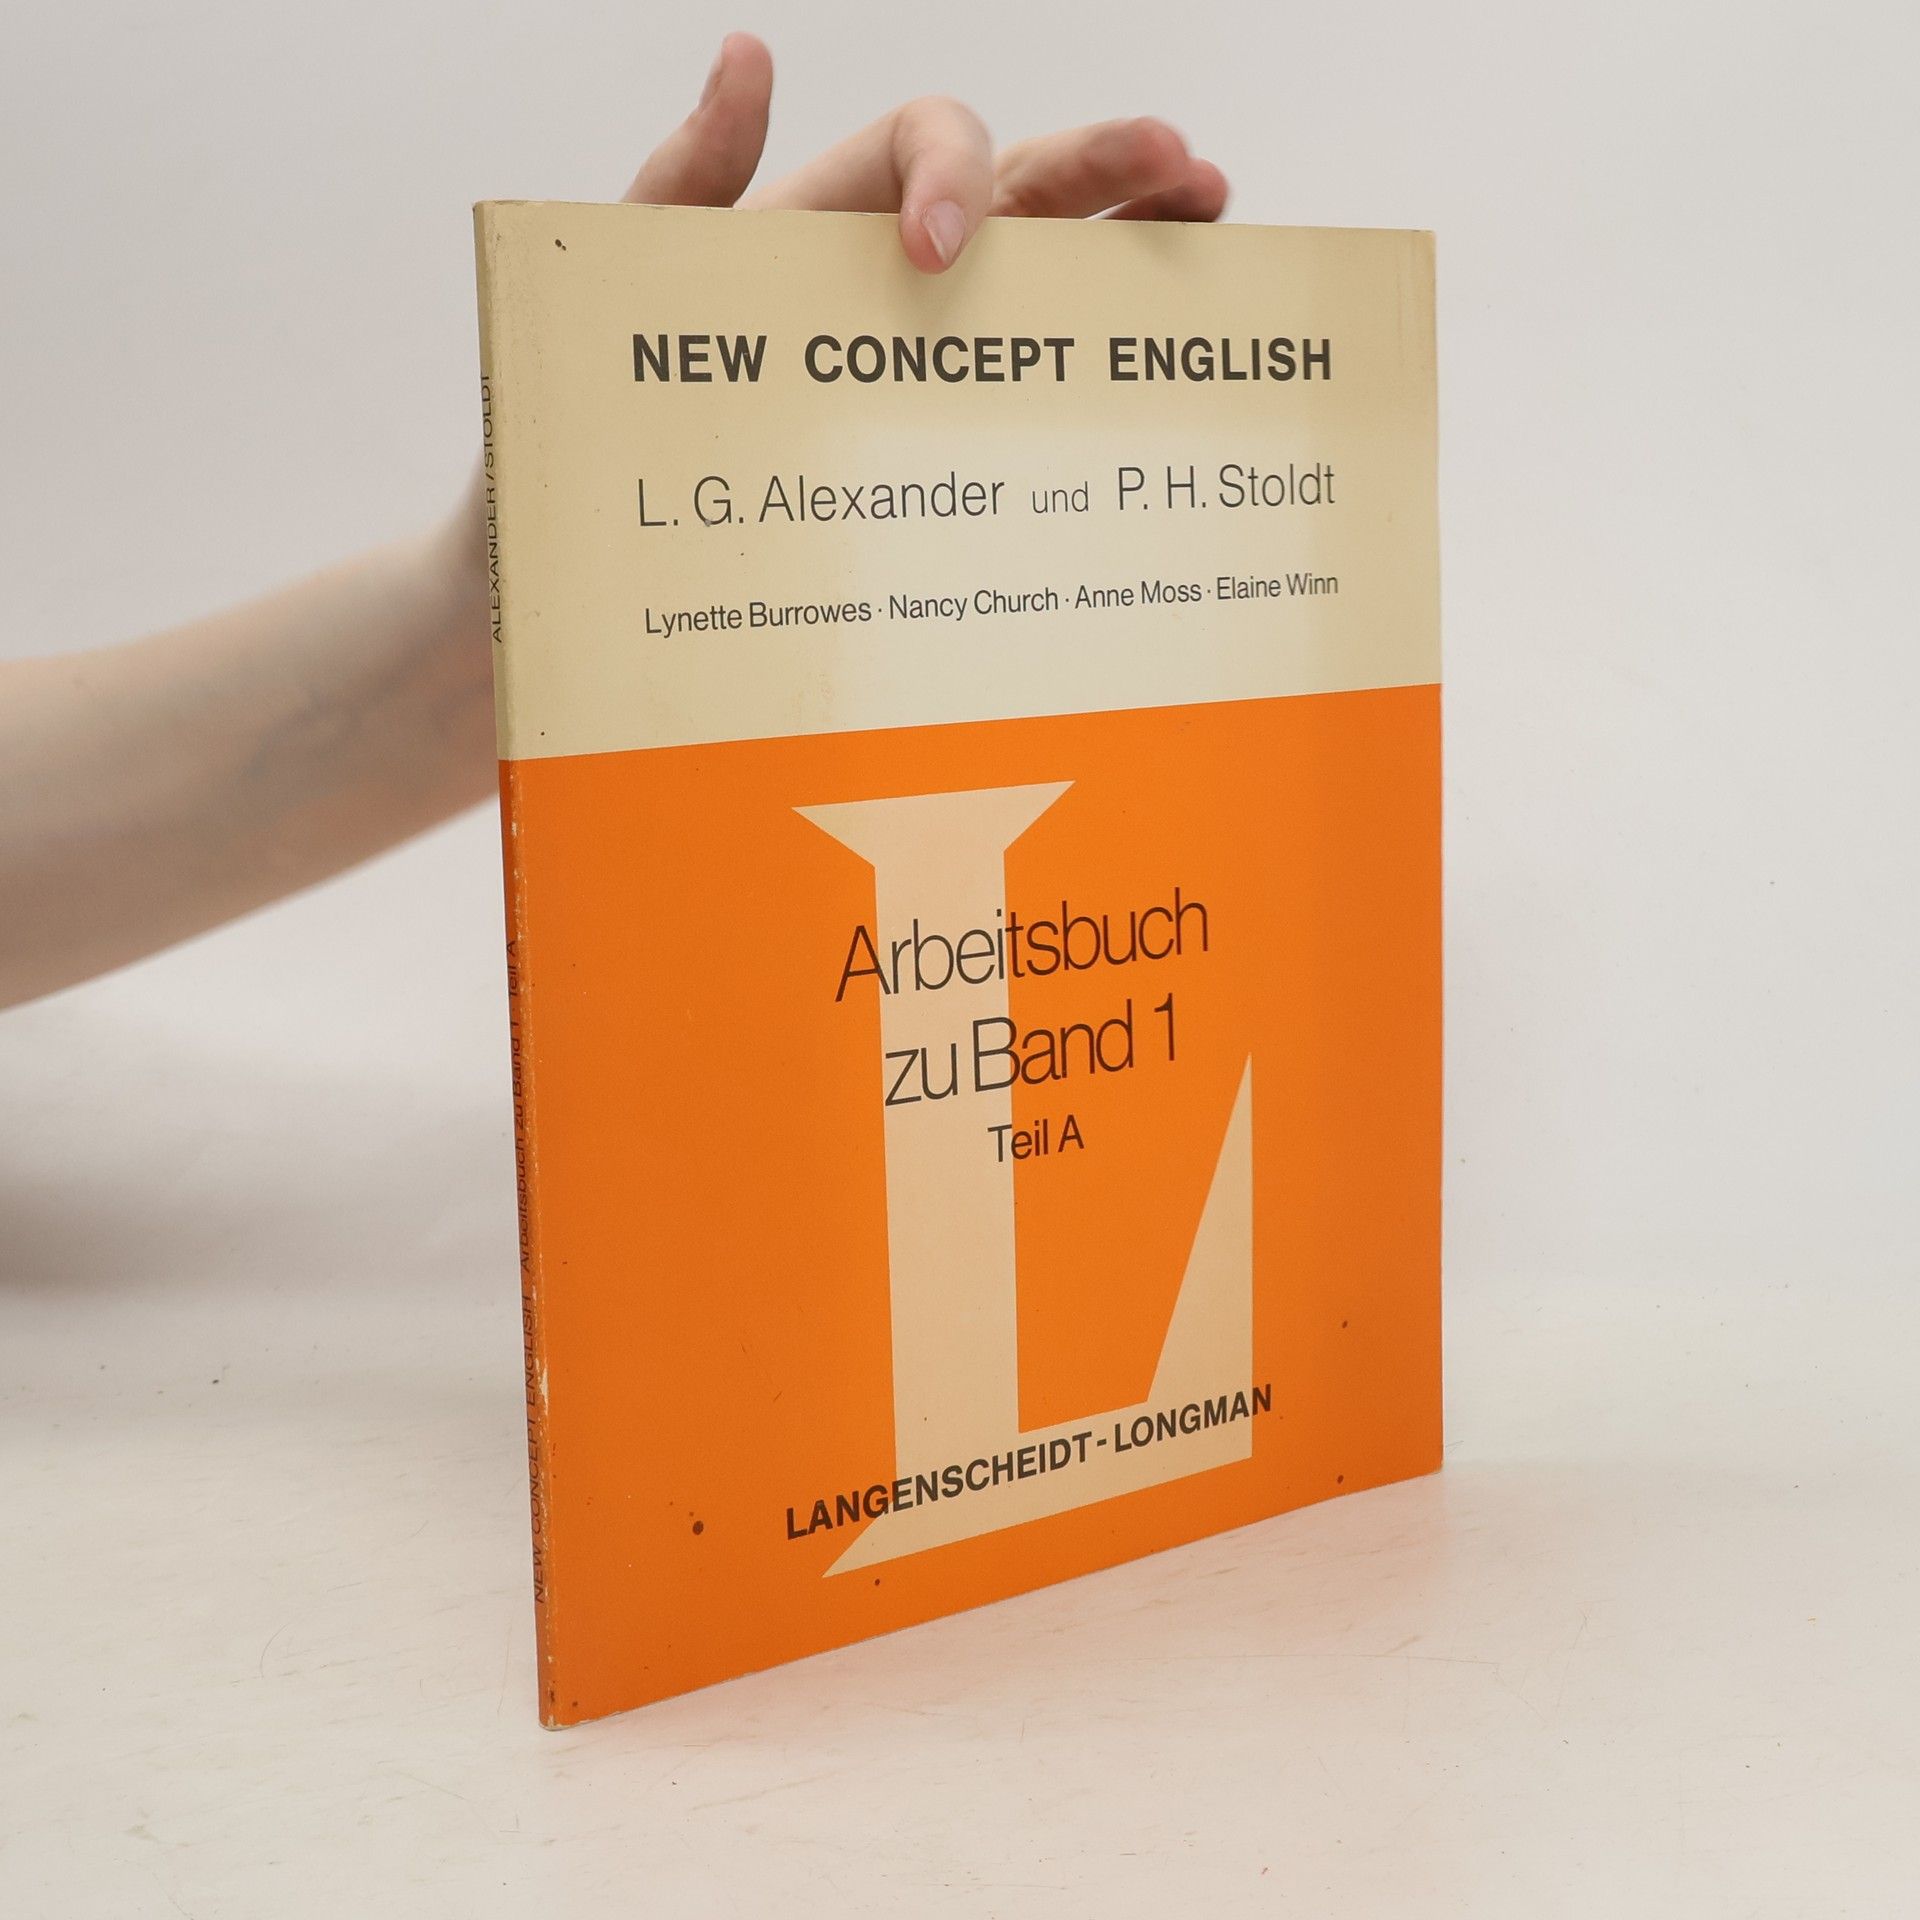 NEW CONCEPT ENGLISH
L. G. Alexander und P. H. Stoldt
Lynette Burrowes · Nancy Church · Anne Moss · Elaine Winn
Arbeitsbuch
zu Band 1
Teil A
LANGENSCHEIDT-LONGMAN
ALEXANDER / STOLDT
NEW CONCEPT ENGLISH · Arbeitsbuch zu Band 1 · Teil A